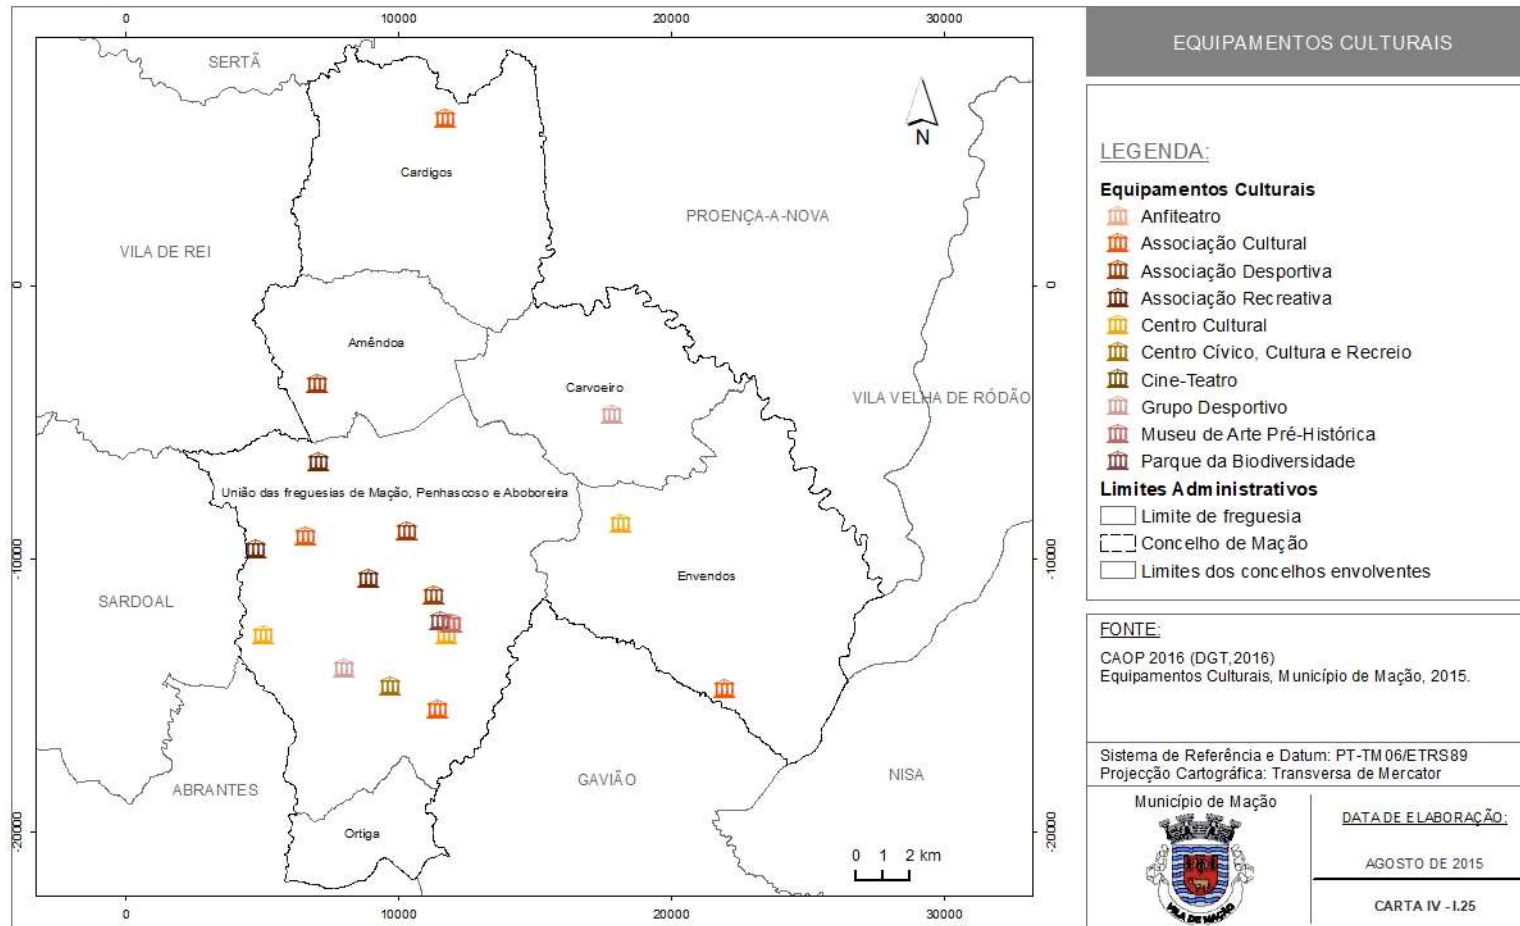 0 10000 20000 30000
EQUIPAMENTOS CULTURAIS
SERTÃ
N
Cardigos
PROENÇA-A-NOVA
VILA DE REI
0 0
Amêndoa
Carvoeiro
VILA VELHA DE RÓDÃO
União das freguesias de Mação, Penhascoso e Aboboreira
-10000 -10000
Envendos
SARDOAL
GAVIÃO
NISA
ABRANTES
Ortiga
-20000 -20000
0 1 2 km
0 10000 20000 30000
LEGENDA:
Equipamentos Culturais
Anfiteatro
Associação Cultural
Associação Desportiva
Associação Recreativa
Centro Cultural
Centro Cívico, Cultura e Recreio
Cine-Teatro
Grupo Desportivo
Museu de Arte Pré-Histórica
Parque da Biodiversidade
Limites Administrativos
Limite de freguesia
Concelho de Mação
Limites dos concelhos envolventes
FONTE:
CAOP 2016 (DGT,2016)
Equipamentos Culturais, Município de Mação, 2015.
Sistema de Referência e Datum: PT-TM06/ETRS89
Projecção Cartográfica: Transversa de Mercator
Município de Mação
VILA DE MAÇÃO
DATA DE ELABORAÇÃO:
AGOSTO DE 2015
CARTA IV - I.25